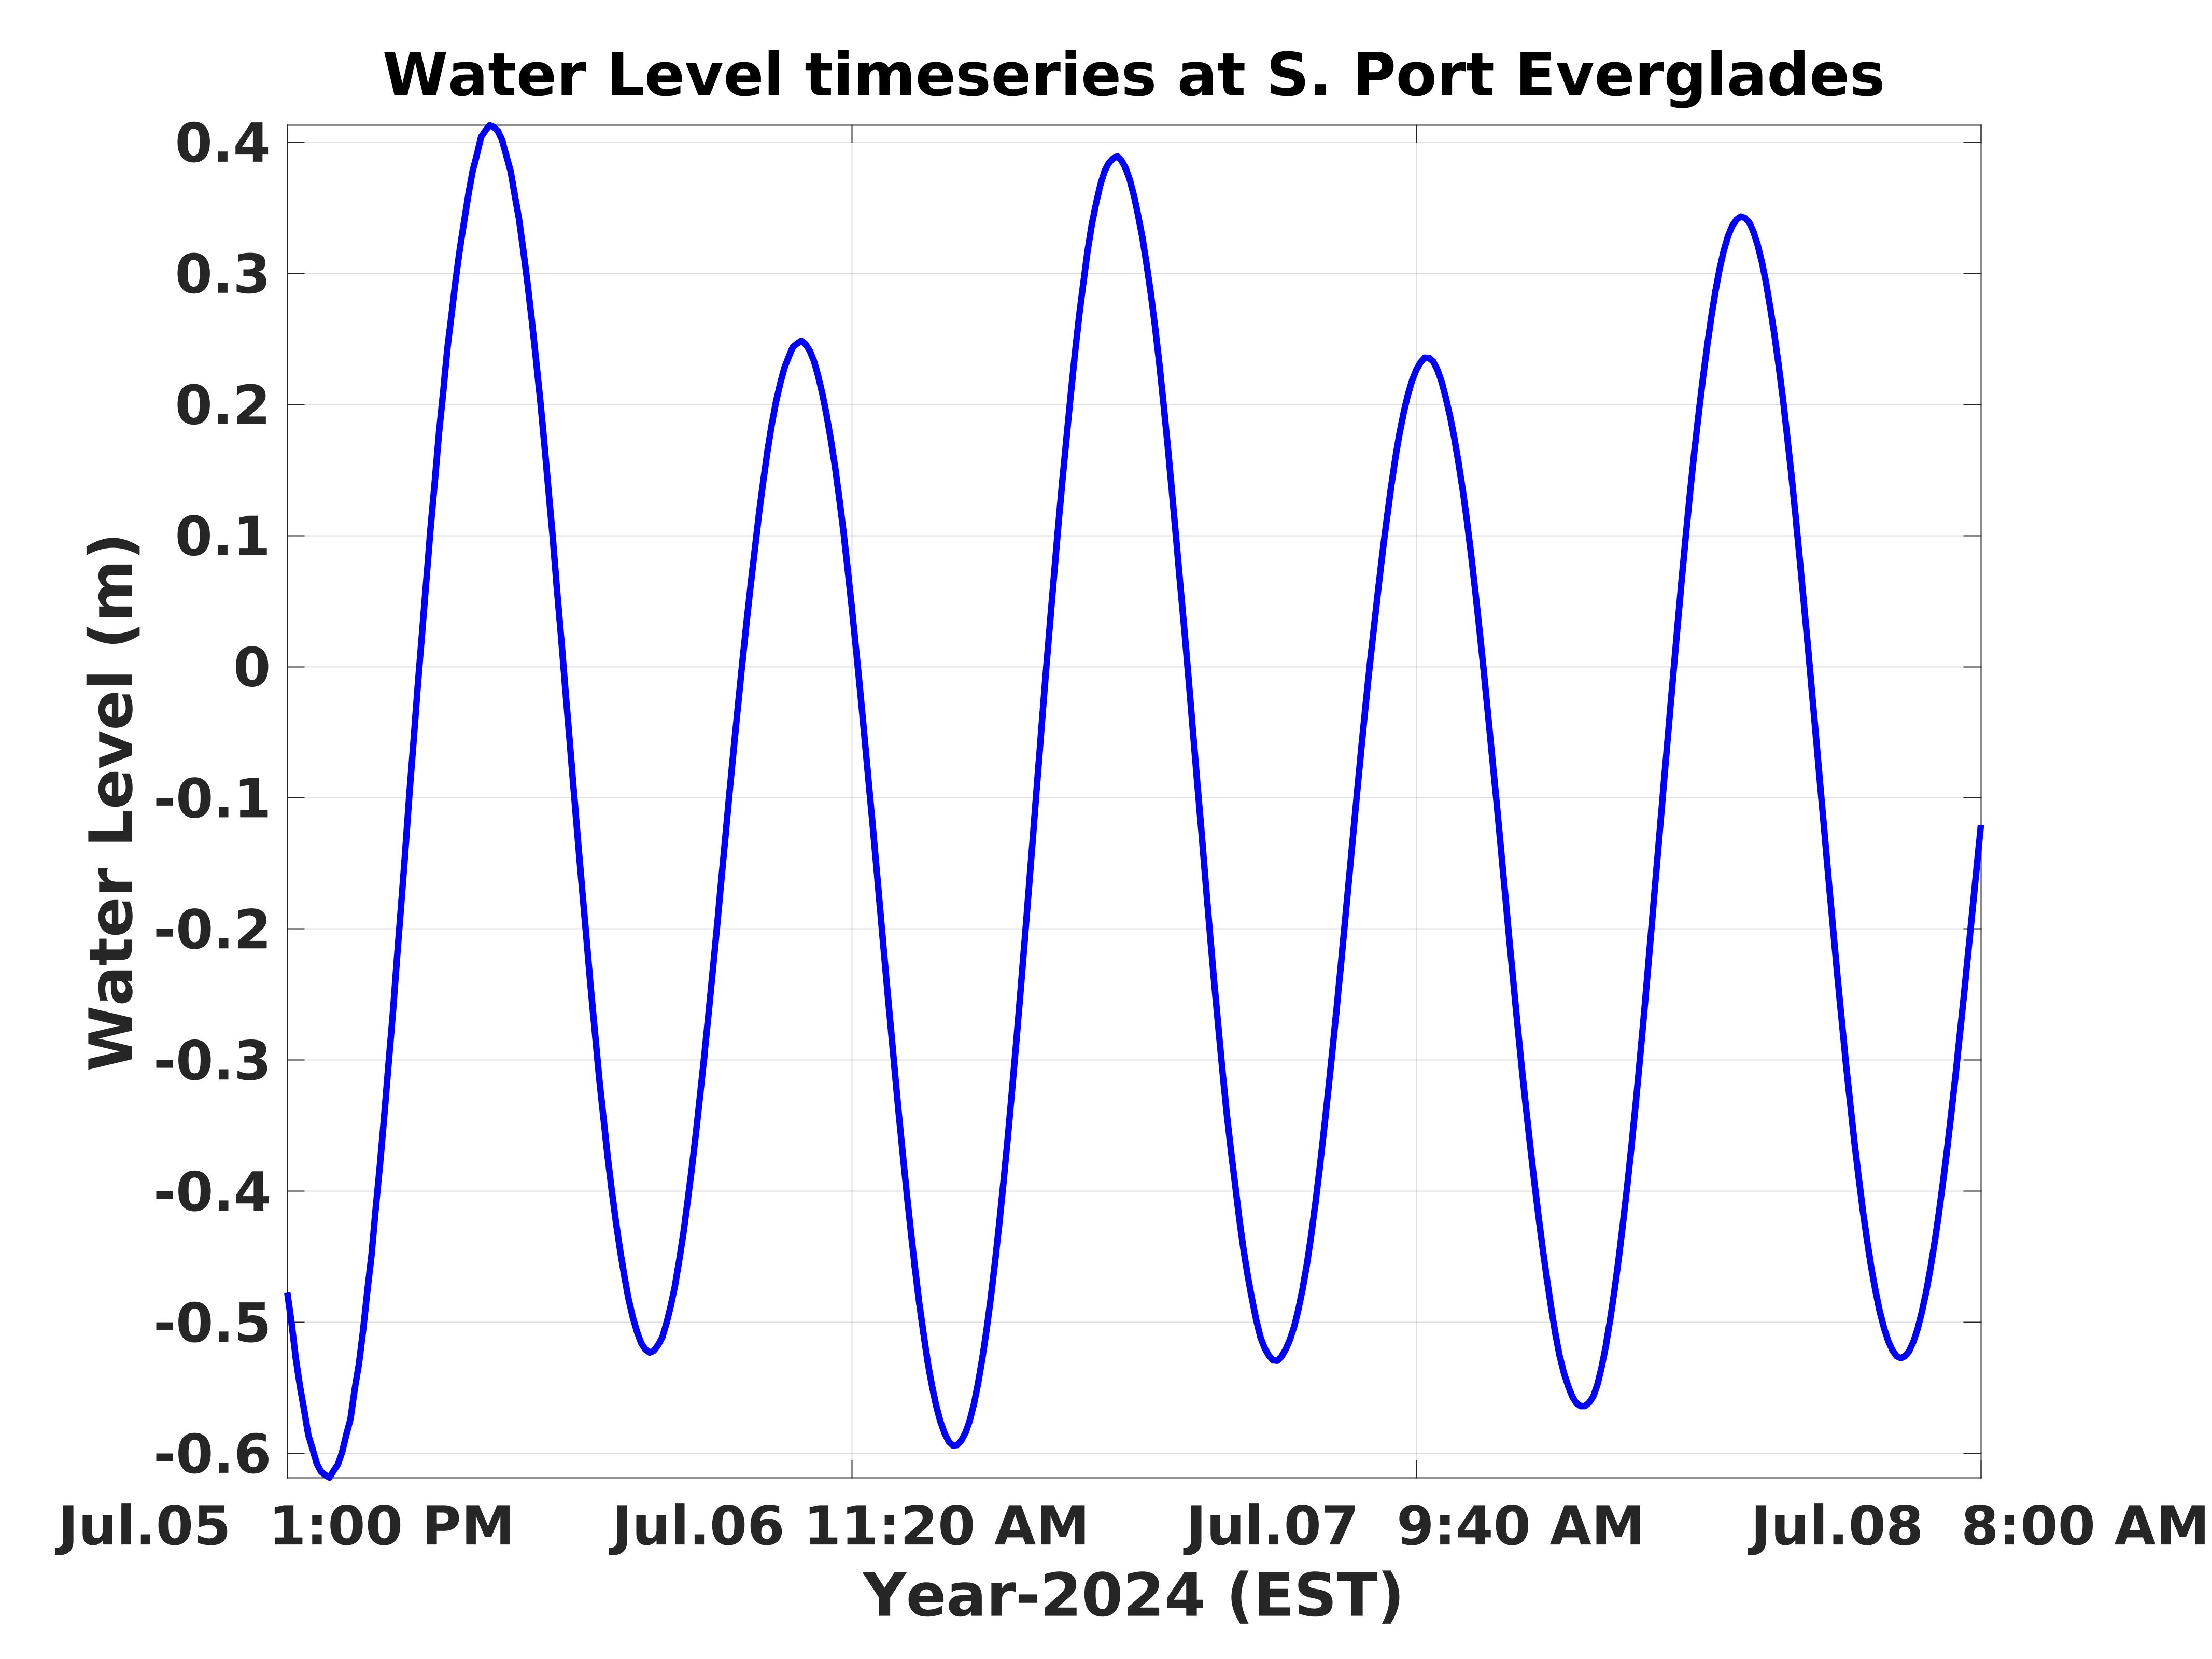 Water Level timeseries at S. Port Everglades
0.4
0.3
0.2
0.1
0
-0.1
-0.2
-0.3
-0.4
-0.5
-0.6
Water Level (m)
Jul.05 1:00 PM
Jul.06 11:20 AM
Jul.07 9:40 AM
Jul.08 8:00 AM
Year-2024 (EST)